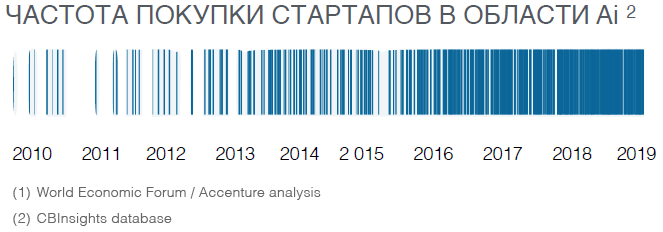 ЧАСТОТА ПОКУПКИ СТАРТАПОВ В ОБЛАСТИ Ai 2
2010 2011 2012 2013 2014 2 015 2016 2017 2018 2019
(1) World Economic Forum / Accenture analysis
(2) CBInsights database